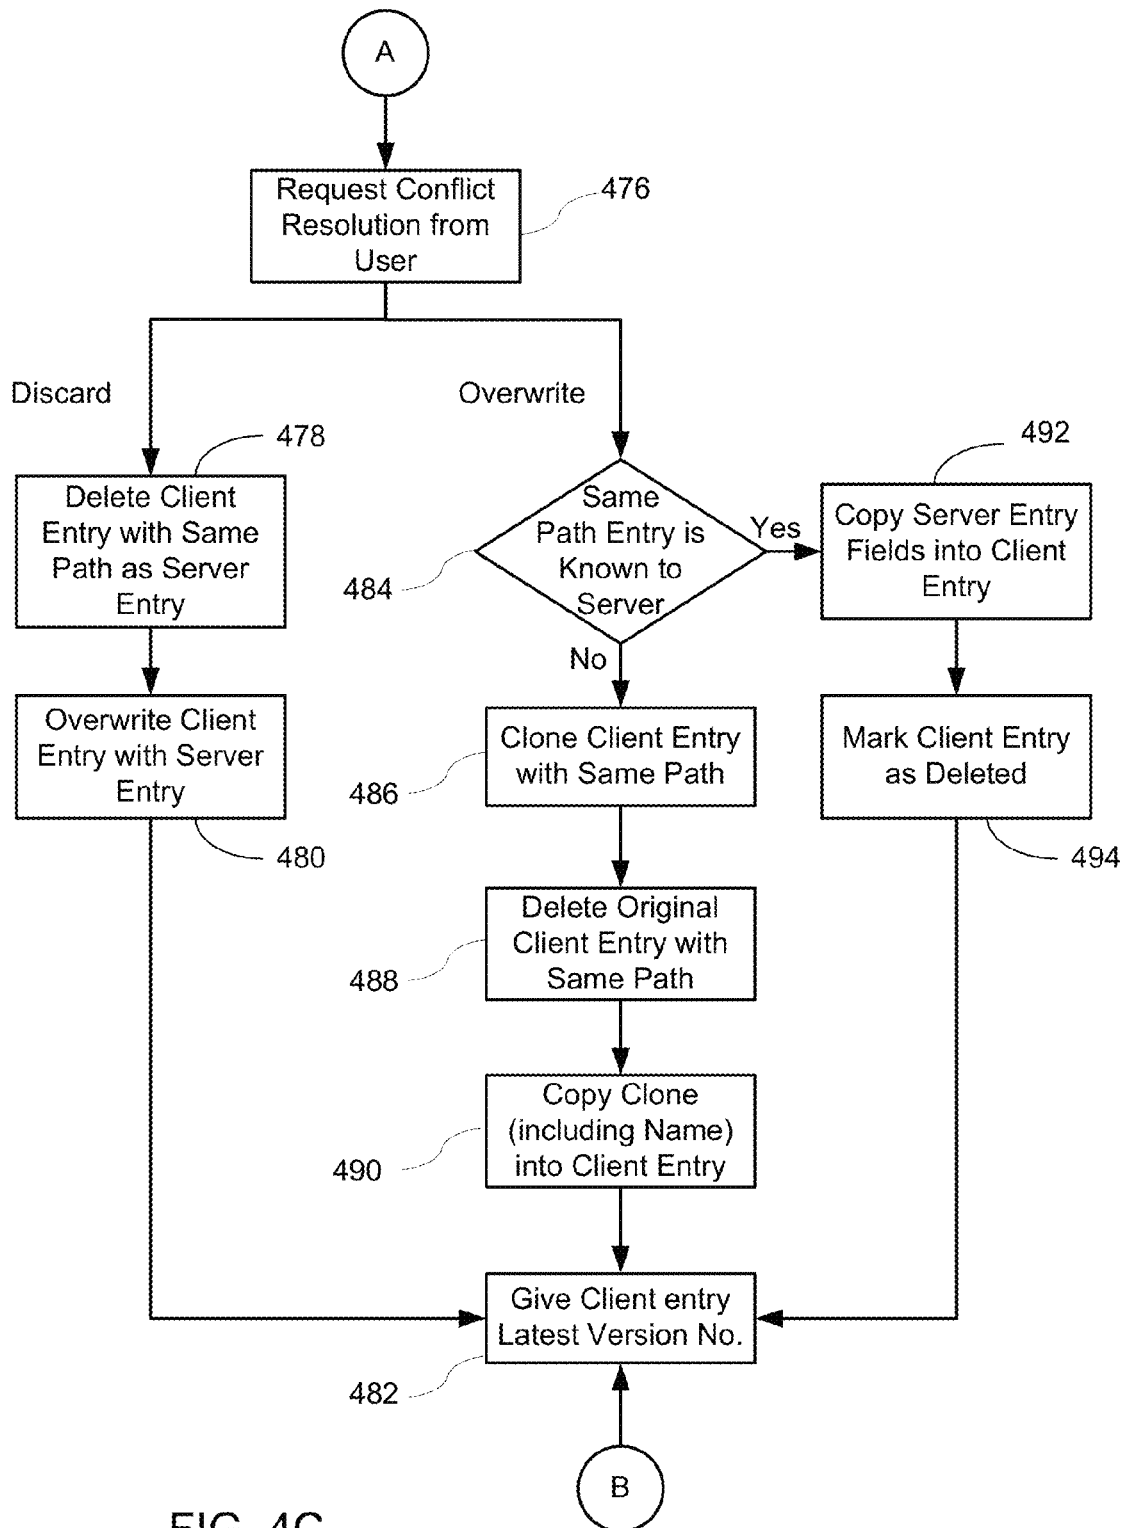 A
Request Conflict
Resolution from
User
476
Discard
Overwrite
478
492
Delete Client
Entry with Same
Path as Server
Entry
Same
Path Entry is
Known to
Server
Yes
484
No
Copy Server Entry
Fields into Client
Entry
Overwrite Client
Entry with Server
Entry
480
Clone Client Entry
with Same Path
486
Mark Client Entry
as Deleted
494
Delete Original
Client Entry with
Same Path
488
Copy Clone
(including Name)
into Client Entry
490
Give Client entry
Latest Version No.
482
B
FIG. 4C